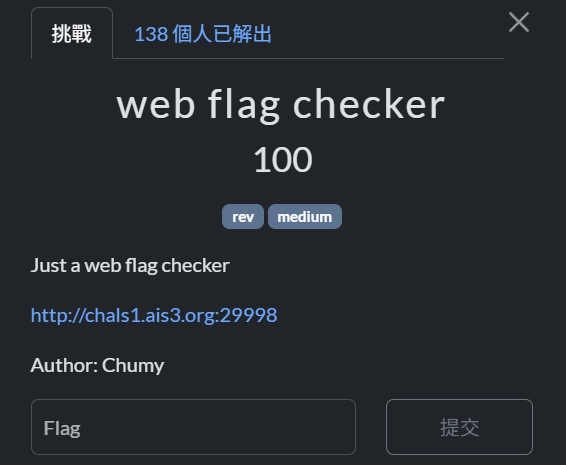 挑戰
138 個人已解出
web flag checker
100
rev medium
Just a web flag checker
http://chals1.ais3.org:29998
Author: Chumy
Flag
提交